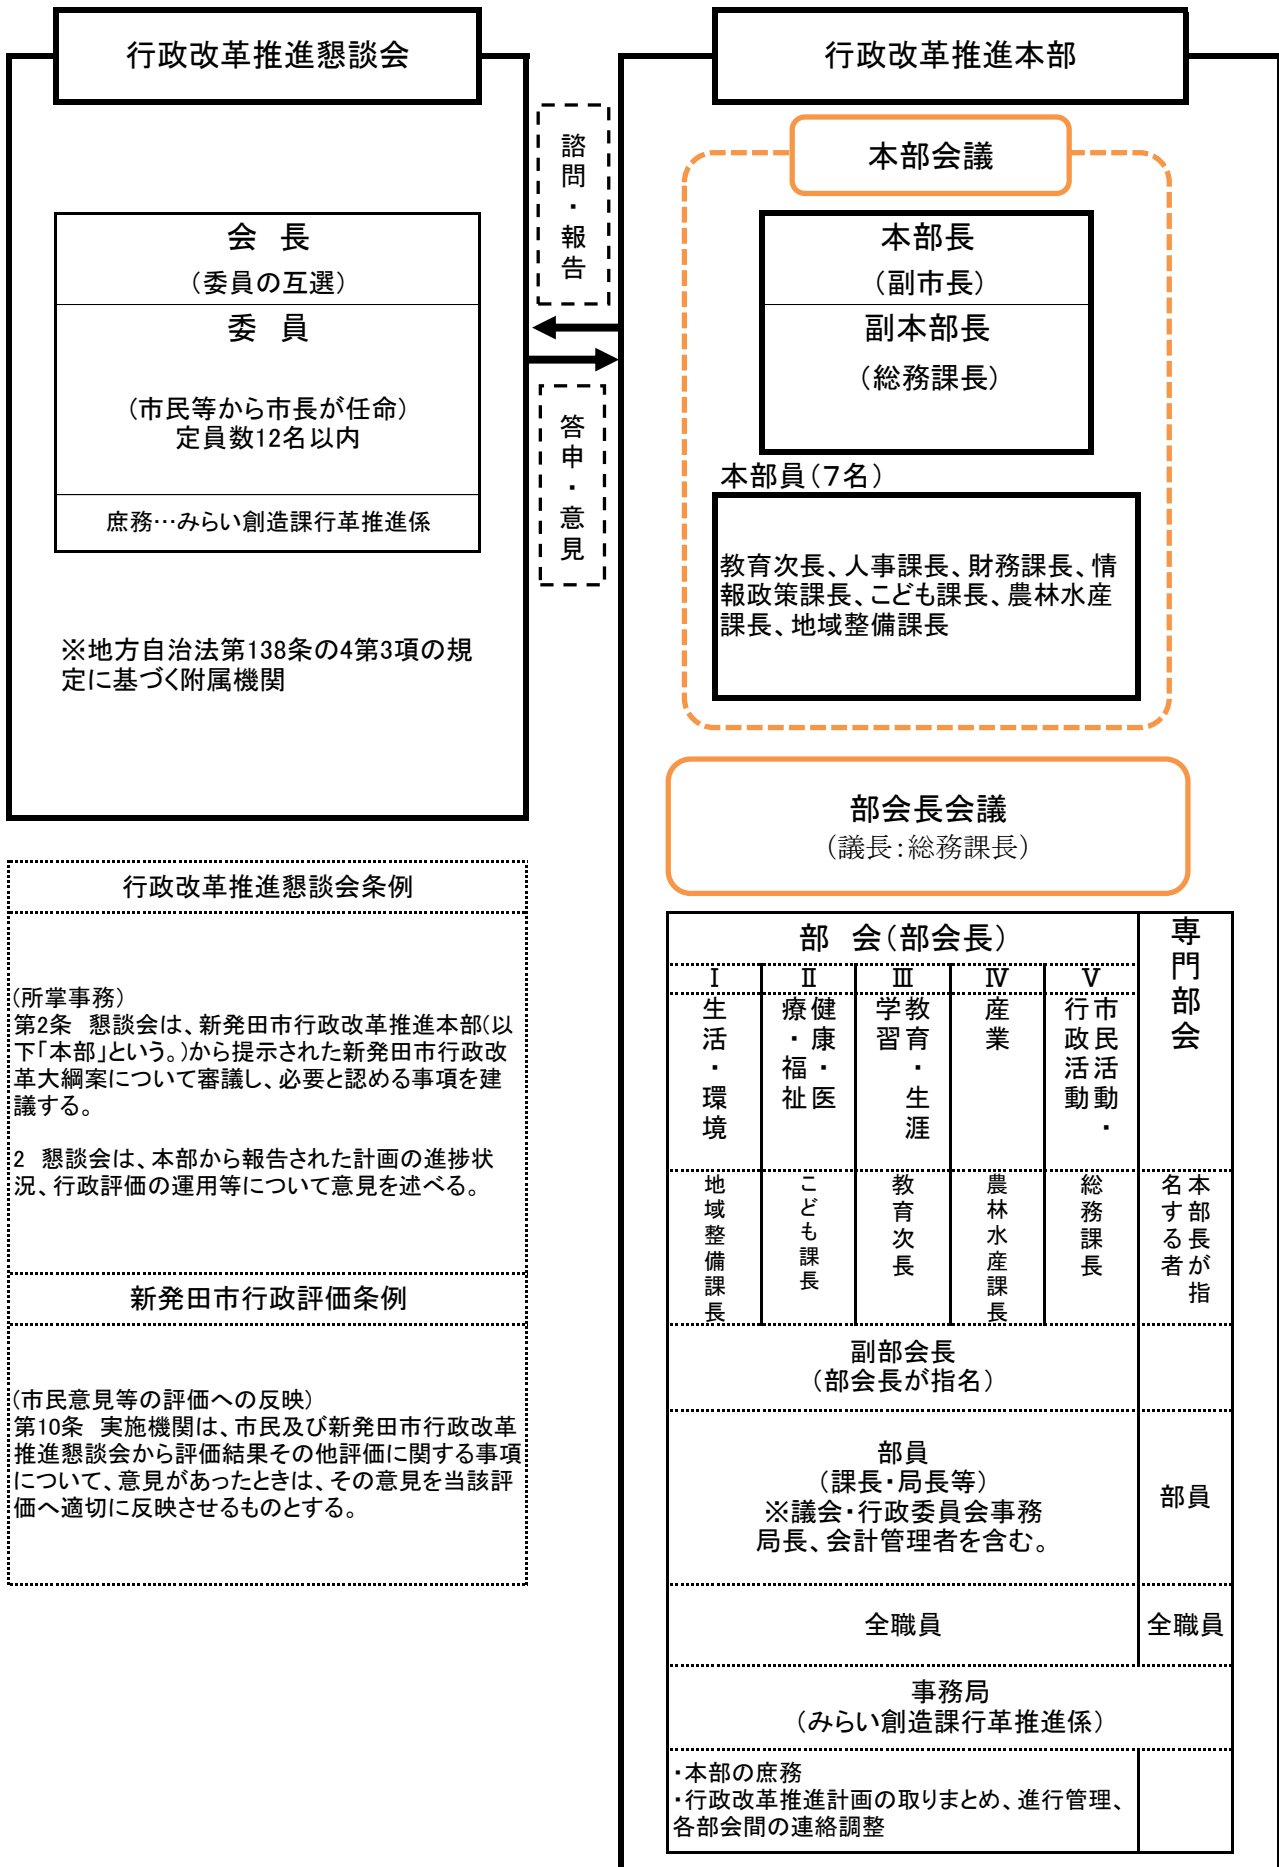 行政改革推進懇談会
会　長
（委員の互選）
委　員
（市民等から市長が任命）
定員数12名以内
庶務…みらい創造課行革推進係
※地方自治法第138条の4第3項の規
定に基づく附属機関
諮問・報告
答申・意見
行政改革推進本部
本部会議
本部長
（副市長）
副本部長
（総務課長）
本部員（7名）
教育次長、人事課長、財務課長、情
報政策課長、こども課長、農林水産
課長、地域整備課長
部会長会議
（議長：総務課長）
行政改革推進懇談会条例
(所掌事務)
第2条　懇談会は、新発田市行政改革推進本部(以
下「本部」という。)から提示された新発田市行政改
革大綱案について審議し、必要と認める事項を建
議する。
2　懇談会は、本部から報告された計画の進捗状
況、行政評価の運用等について意見を述べる。
新発田市行政評価条例
(市民意見等の評価への反映)
第10条　実施機関は、市民及び新発田市行政改革
推進懇談会から評価結果その他評価に関する事項
について、意見があったときは、その意見を当該評
価へ適切に反映させるものとする。
部　会（部会長）
専門部会
Ⅰ
Ⅱ
Ⅲ
Ⅳ
Ⅴ
生活・環境
健康・医
療・福祉
教育・生涯
学習
産業
市民活動・
行政活動
地域整備課長
こども課長
教育次長
農林水産課長
総務課長
本部長が指
名する者
副部会長
（部会長が指名）
部員
（課長・局長等）
※議会・行政委員会事務
局長、会計管理者を含む。
部員
全職員
全職員
事務局
（みらい創造課行革推進係）
・本部の庶務
・行政改革推進計画の取りまとめ、進行管理、
各部会間の連絡調整